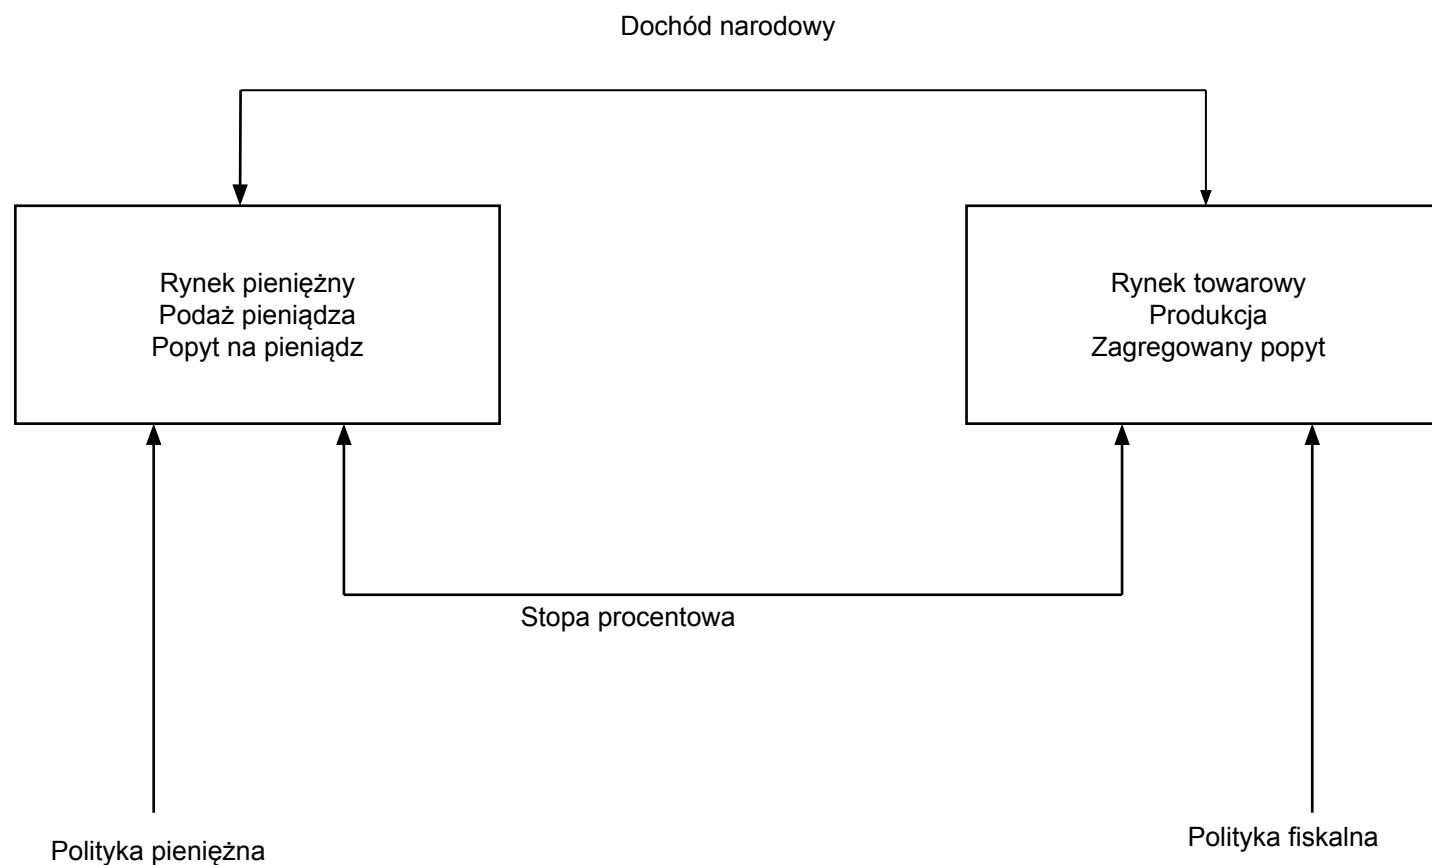 Dochód narodowy
Rynek pieniężny
Podaż pieniądza
Popyt na pieniądz
Rynek towarowy
Produkcja
Zagregowany popyt
Stopa procentowa
Polityka pieniężna
Polityka fiskalna